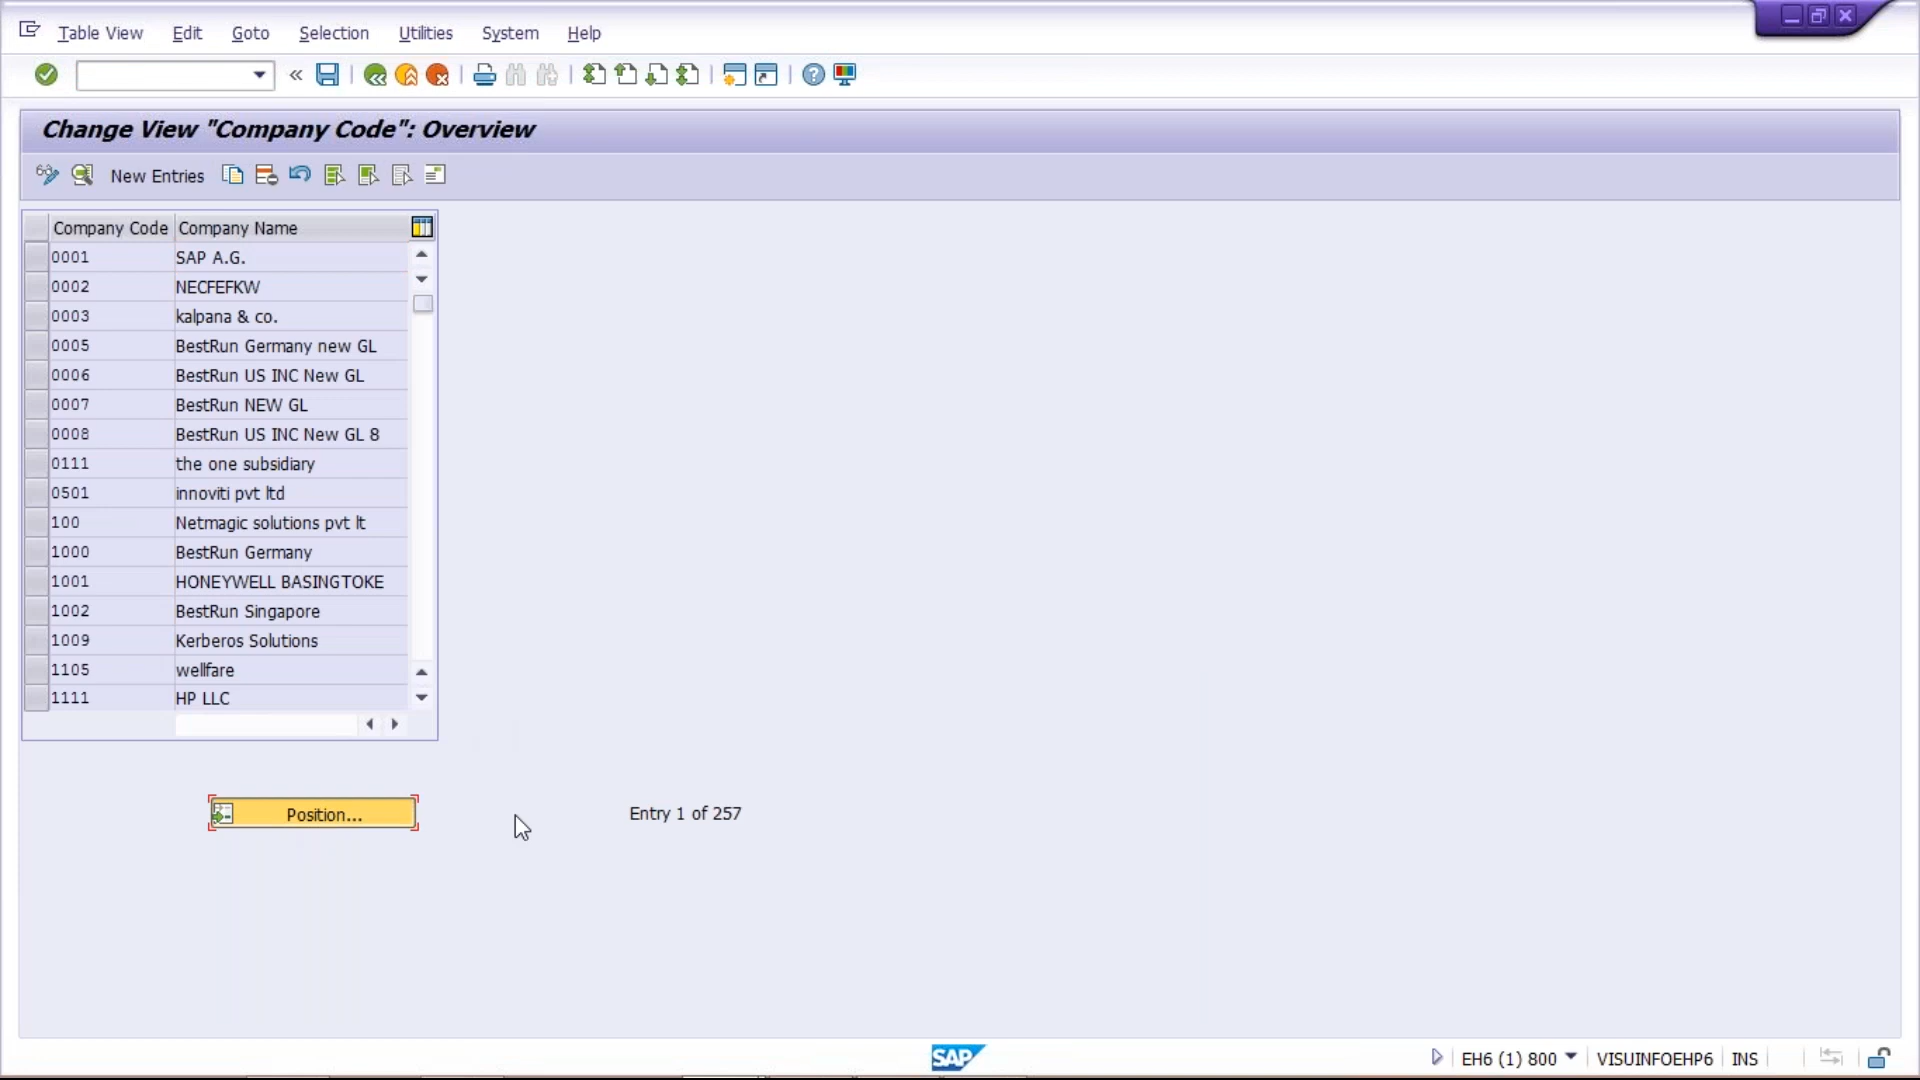 Table View Edit Goto Selection Utilities System Help
Change View "Company Code": Overview
New Entries
Company Code Company Name
0001 SAP A.G.
0002 NECFEFKW
0003 kalpana & co.
0005 BestRun Germany new GL
0006 BestRun US INC New GL
0007 BestRun NEW GL
0008 BestRun US INC New GL 8
0111 the one subsidiary
0501 innoviti pvt ltd
100 Netmagic solutions pvt lt
1000 BestRun Germany
1001 HONEYWELL BASINGTOKE
1002 BestRun Singapore
1009 Kerberos Solutions
1105 wellfare
1111 HP LLC
Position... Entry 1 of 257
SAP EH6 (1) 800 VISUINFOEHP6 INS